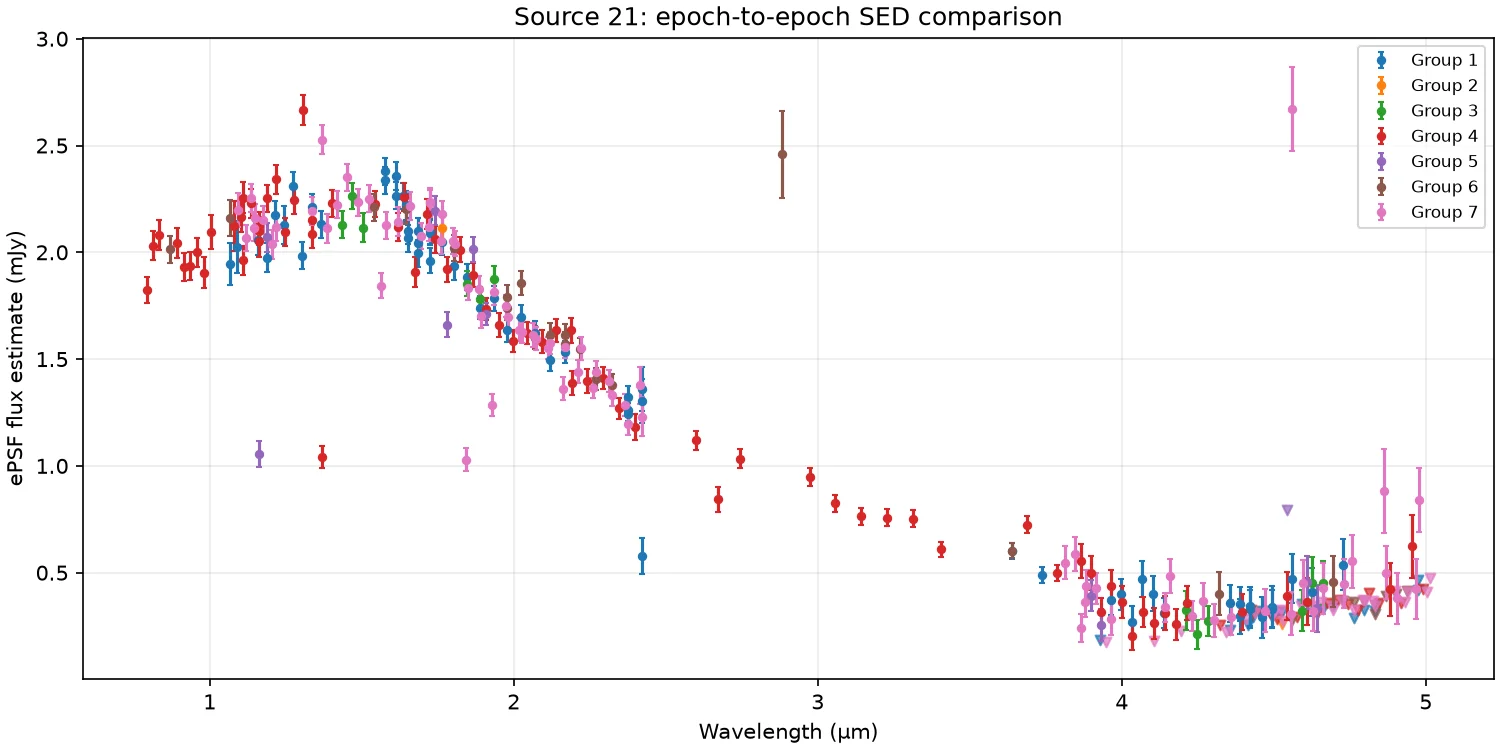 Source 21: epoch-to-epoch SED comparison
ePSF flux estimate (mJy)
3.0
2.5
2.0
1.5
1.0
0.5
Group 1
Group 2
Group 3
Group 4
Group 5
Group 6
Group 7
1 2 3 4 5
Wavelength (µm)